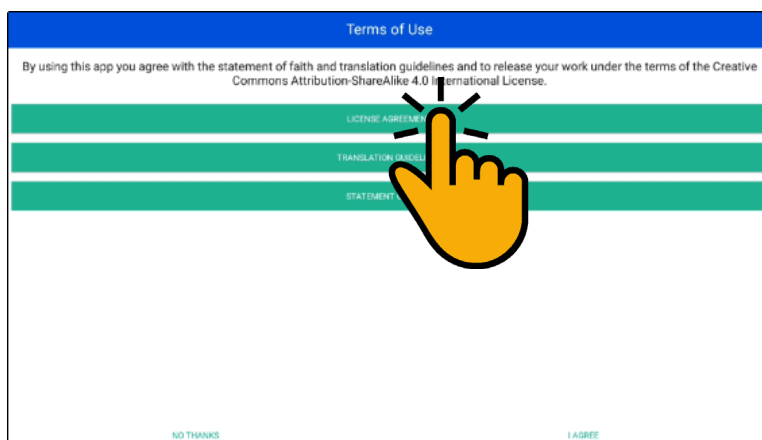 Terms of Use
By using this app you agree with the statement of faith and translation guidelines and to release your work under the terms of the Creative
Commons Attribution-ShareAlike 4.0 International License.
LICENSE AGREEMEN
TRANSLATION GUIDEL
STATEMENT
NO THANKS
I AGREE